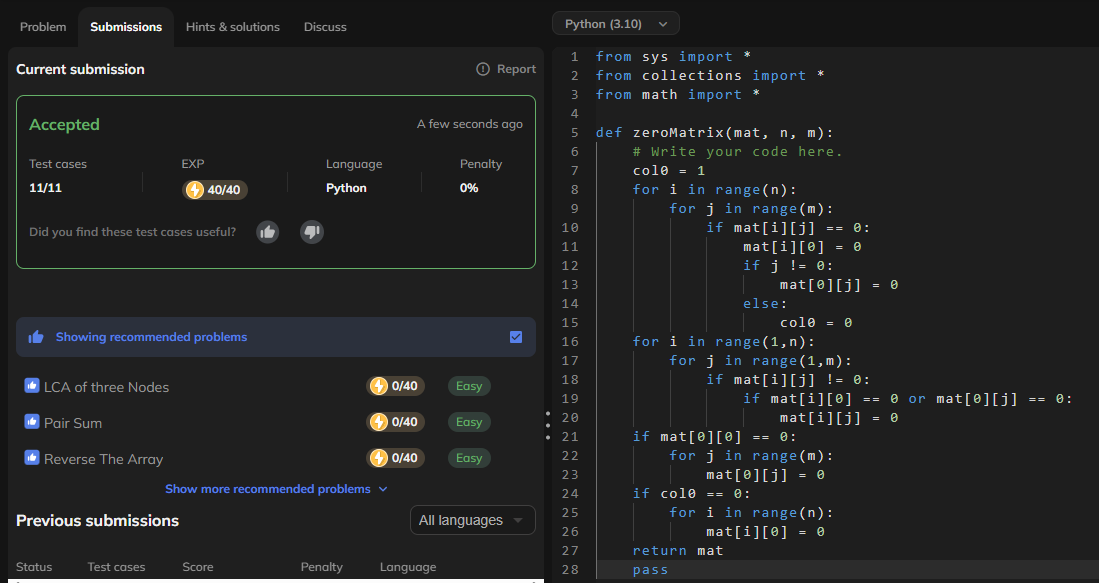 Problem Submissions Hints & solutions Discuss
Current submission Report
Accepted A few seconds ago
Test cases EXP Language Penalty
11/11 40/40 Python 0%
Did you find these test cases useful?
Showing recommended problems
LCA of three Nodes 0/40 Easy
Pair Sum 0/40 Easy
Reverse The Array 0/40 Easy
Show more recommended problems
Previous submissions All languages
Status Test cases Score Penalty Language
Python (3.10)
1 from sys import *
2 from collections import *
3 from math import *
4
5 def zeroMatrix(mat, n, m):
6     # Write your code here.
7     col0 = 1
8     for i in range(n):
9         for j in range(m):
10             if mat[i][j] == 0:
11                 mat[i][0] = 0
12                 if j != 0:
13                     mat[0][j] = 0
14                 else:
15                     col0 = 0
16     for i in range(1,n):
17         for j in range(1,m):
18             if mat[i][j] != 0:
19                 if mat[i][0] == 0 or mat[0][j] == 0:
20                     mat[i][j] = 0
21     if mat[0][0] == 0:
22         for j in range(m):
23             mat[0][j] = 0
24     if col0 == 0:
25         for i in range(n):
26             mat[i][0] = 0
27     return mat
28     pass